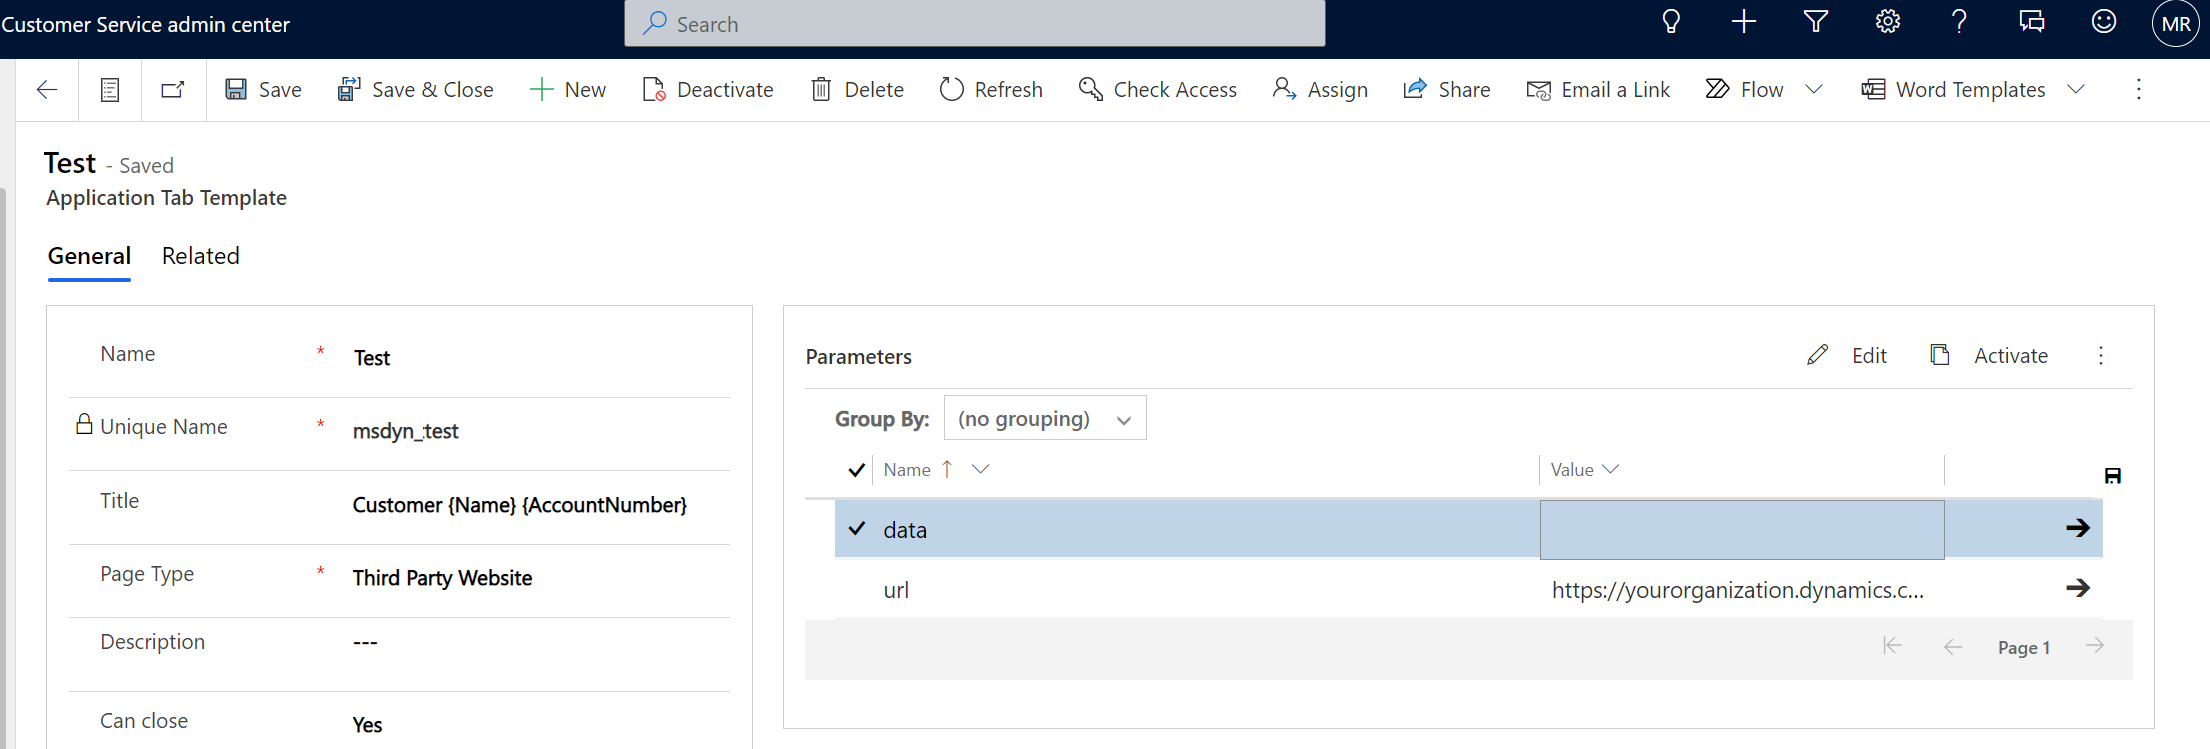 Customer Service admin center
Search
MR
Save
Save & Close
New
Deactivate
Delete
Refresh
Check Access
Assign
Share
Email a Link
Flow
Word Templates
Test - Saved
Application Tab Template
General
Related
Name * Test
Unique Name * msdyn_test
Title Customer {Name} {AccountNumber}
Page Type * Third Party Website
Description ---
Can close Yes
Parameters
Edit
Activate
Group By: (no grouping)
Name
Value
data
url https://yourorganization.dynamics.c...
Page 1